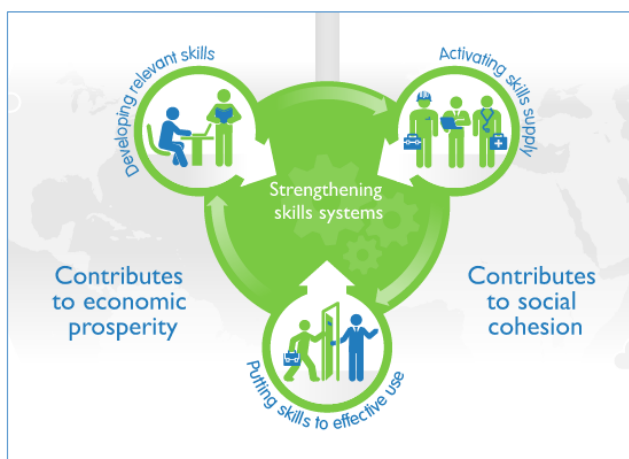 Developing relevant skills
Activating skills supply
Strengthening
skills systems
Contributes
to economic
prosperity
Contributes
to social
cohesion
Putting skills to effective use